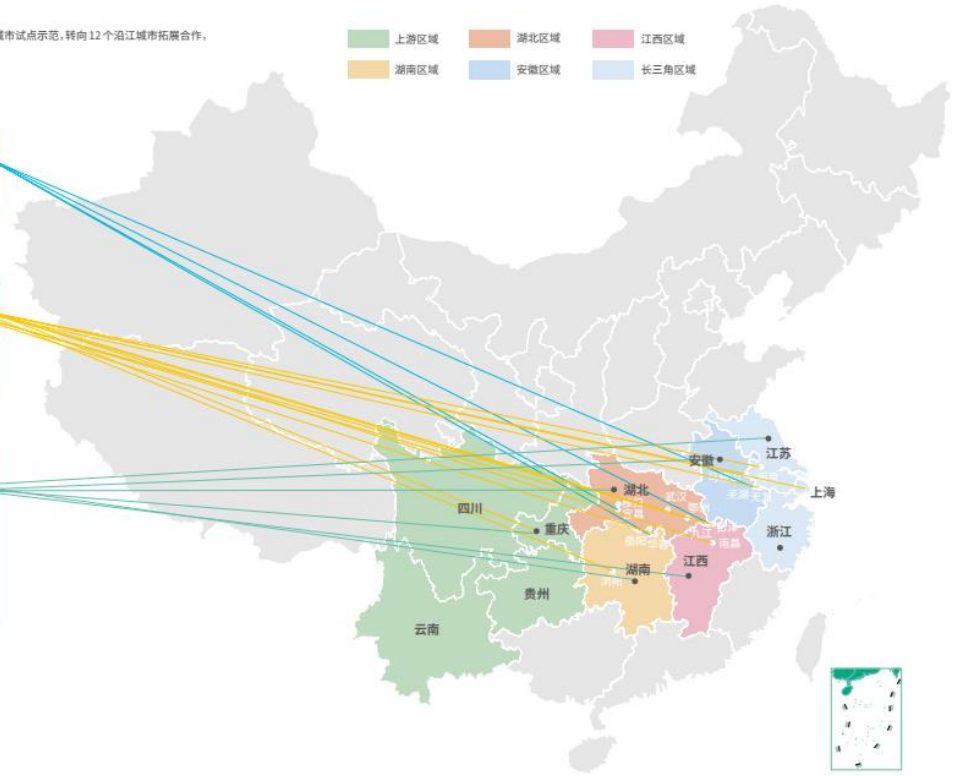 城市试点示范，转向12个沿江城市拓展合作。
上游区域
湖北区域
江西区域
湖南区域
安徽区域
长三角区域
安徽
江苏
湖北
武汉
上海
四川
重庆
浙江
岳阳
南昌
江西
湖南
贵州
云南